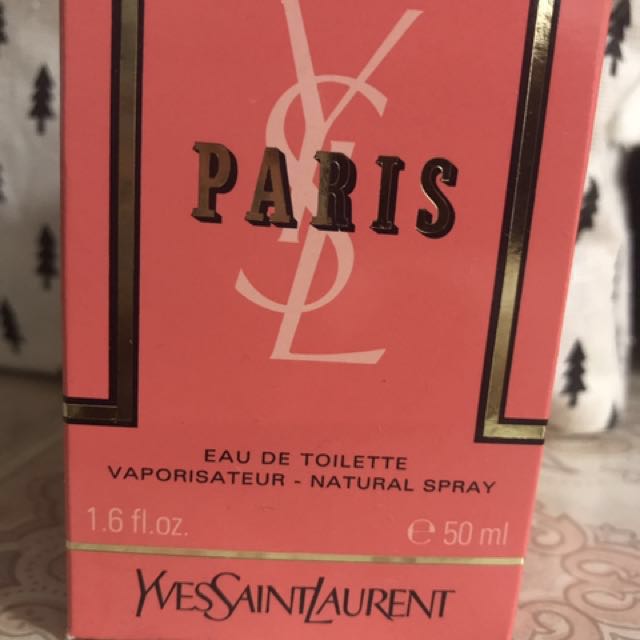 YSL
PARIS
EAU DE TOILETTE
VAPORISATEUR - NATURAL SPRAY
1.6 fl.oz. ℮ 50 ml
YVESSAINTLAURENT